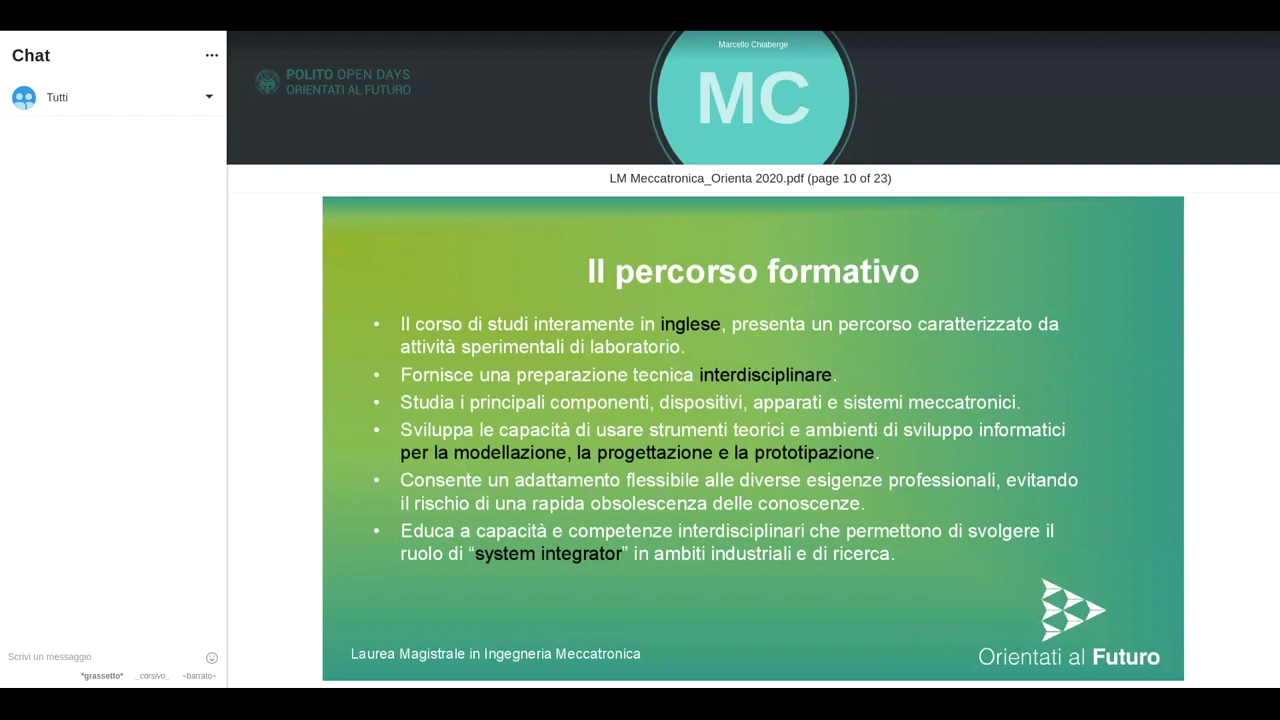 Chat
Tutti
Scrivi un messaggio
*grassetto* _corsivo_ ~barrato~
POLITO OPEN DAYS
ORIENTATI AL FUTURO
Marcello Chiaberge
MC
LM Meccatronica_Orienta 2020.pdf (page 10 of 23)
Il percorso formativo
• Il corso di studi interamente in inglese, presenta un percorso caratterizzato da
attività sperimentali di laboratorio.
• Fornisce una preparazione tecnica interdisciplinare.
• Studia i principali componenti, dispositivi, apparati e sistemi meccatronici.
• Sviluppa le capacità di usare strumenti teorici e ambienti di sviluppo informatici
per la modellazione, la progettazione e la prototipazione.
• Consente un adattamento flessibile alle diverse esigenze professionali, evitando
il rischio di una rapida obsolescenza delle conoscenze.
• Educa a capacità e competenze interdisciplinari che permettono di svolgere il
ruolo di “system integrator” in ambiti industriali e di ricerca.
Laurea Magistrale in Ingegneria Meccatronica
Orientati al Futuro